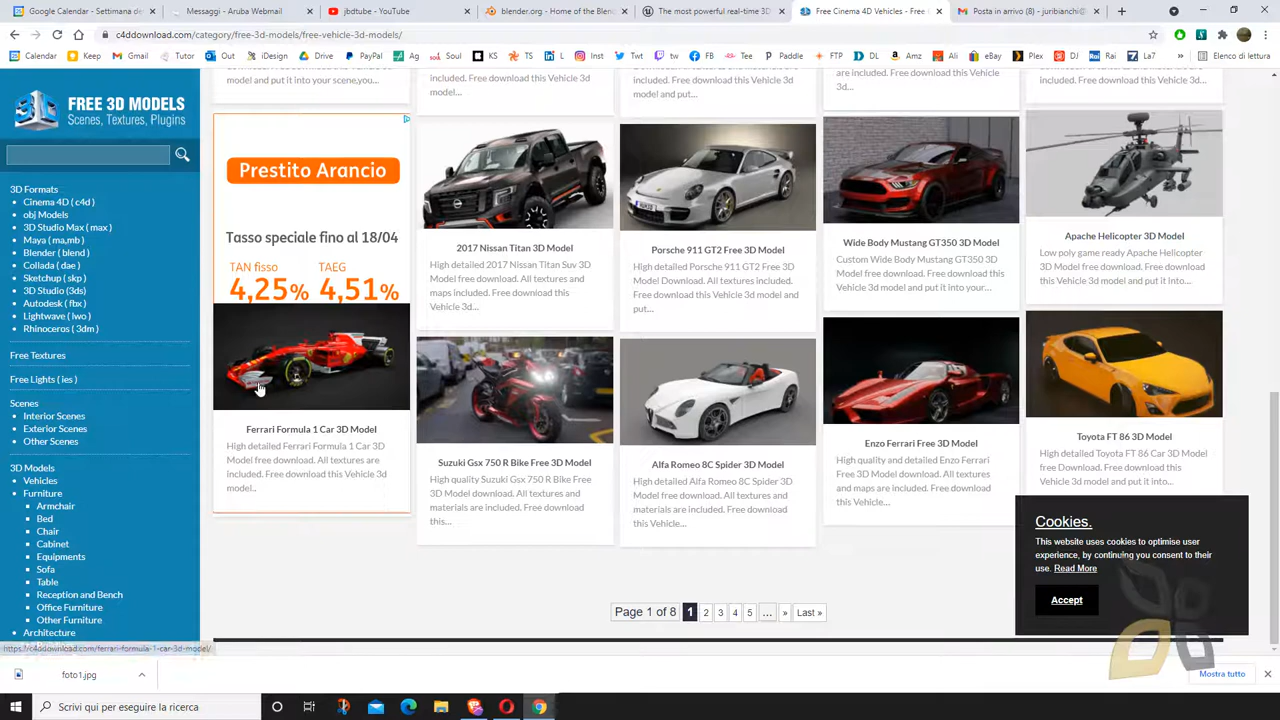 Google Calendar - Settimana de
Messaggi - Aruba Webmail
jbdtube - YouTube
blender.org - Home of the Blen
The most powerful real-time 3D
Free Cinema 4D Vehicles - Free
Posta in arrivo (8) - juribianchi@
c4ddownload.com/category/free-3d-models/free-vehicle-3d-models/
Calendar
Keep
Gmail
Tutor
Out
Drive
PayPal
Ag
Soul
KS
TS
L
Inst
Twt
tw
FB
Tee
Paddle
FTP
DL
DJ
Amz
Ali
eBay
Plex
Rai
La7
Elenco di lettura
FREE 3D MODELS
Scenes, Textures, Plugins
3D Formats
Cinema 4D ( c4d )
obj Models
3D Studio Max ( max )
Maya ( ma,mb )
Blender ( blend )
Collada ( dae )
Sketchup ( skp )
3D Studio (3ds)
Autodesk ( fbx )
Lightwave ( lwo )
Rhinoceros ( 3dm )
Free Textures
Free Lights ( ies )
Scenes
Interior Scenes
Exterior Scenes
Other Scenes
3D Models
Vehicles
Furniture
Armchair
Bed
Chair
Cabinet
Equipments
Sofa
Table
Reception and Bench
Office Furniture
Other Furniture
Architecture
https://c4ddownload.com/ferrari-formula-1-car-3d-model/
model and put it into your scene,you...
Prestito Arancio
Tasso speciale fino al 18/04
TAN fisso TAEG
4,25% 4,51%
Ferrari Formula 1 Car 3D Model
High detailed Ferrari Formula 1 Car 3D
Model free download. All textures are
included. Free download this Vehicle 3d
model..
included. Free download this Vehicle 3d
model...
2017 Nissan Titan 3D Model
High detailed 2017 Nissan Titan Suv 3D
Model Download. All textures and
maps included. Free download this
Vehicle 3d...
Suzuki Gsx 750 R Bike Free 3D Model
High quality Suzuki Gsx 750 R Bike Free
3D Model download. All textures and
materials are included. Free download
this...
included. Free download this Vehicle 3d
model and put...
Porsche 911 GT2 Free 3D Model
High detailed Porsche 911 GT2 Free 3D
Model Download. All textures included.
Free download this Vehicle 3d model and
put...
Alfa Romeo 8C Spider 3D Model
High detailed Alfa Romeo 8C Spider 3D
Model free download. All textures and
materials are included. Free download
this Vehicle...
are included. Free download this Vehicle
3d...
Wide Body Mustang GT350 3D Model
Custom Wide Body Mustang GT350 3D
Model free download. Free download this
Vehicle 3d model and put it into your...
Enzo Ferrari Free 3D Model
High quality and detailed Enzo Ferrari
Free 3D Model download. All textures
and maps are included. Free download
this Vehicle...
are included. Free download this Vehicle
3d model and put it into...
Apache Helicopter 3D Model
Low poly game ready Apache Helicopter
3D Model free download. Free download
this Vehicle 3d model and put it Into...
Toyota FT 86 3D Model
High detailed Toyota FT 86 Car 3D Model
free Download. All textures are included.
Free download this Vehicle 3d model and
put it into...
Page 1 of 8 1 2 3 4 5 ... » Last »
Cookies.
This website uses cookies to optimise user
experience, by continuing you consent to their
use. Read More
Accept
foto1.jpg
Mostra tutto
Scrivi qui per eseguire la ricerca